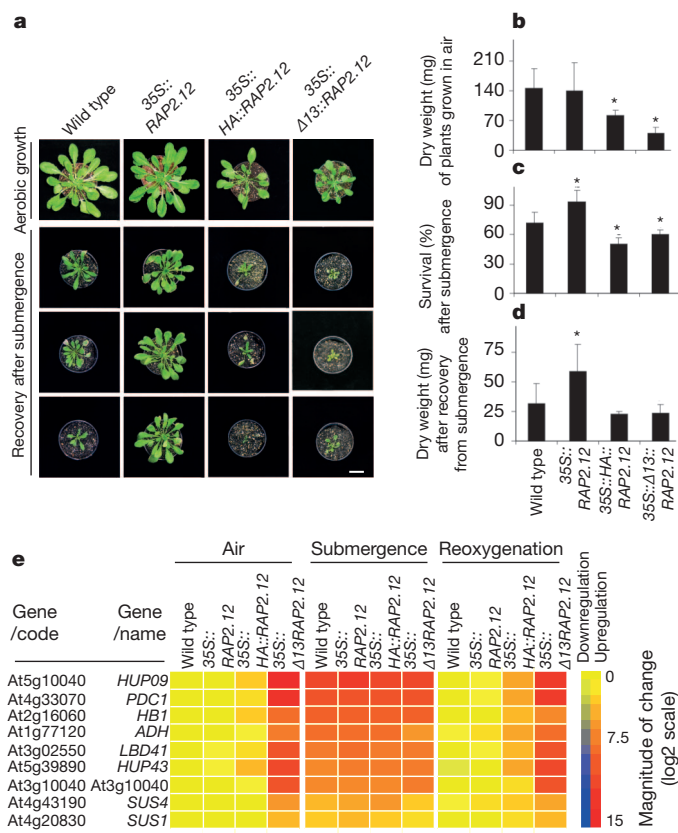 a
Wild type
35S::
RAP2.12
35S::
HA::RAP2.12
35S::
Δ13::RAP2.12
Aerobic growth
Recovery after submergence
b
Dry weight (mg)
of plants grown in air
210
140
70
0
*
*
c
Survival (%)
after submergence
90
60
30
0
*
*
*
d
Dry weight (mg)
after recovery
from submergence
75
50
25
0
*
Wild type
35S::
RAP2.12
35S::HA::
RAP2.12
35S::Δ13::
RAP2.12
e
Air
Submergence
Reoxygenation
Gene
/code
Gene
/name
Wild type
35S::
RAP2.12
35S::
HA::RAP2.12
35S::
Δ13RAP2.12
Wild type
35S::
RAP2.12
35S::
HA::RAP2.12
35S::
Δ13RAP2.12
Wild type
35S::
RAP2.12
35S::
HA::RAP2.12
35S::
Δ13RAP2.12
Downregulation
Upregulation
At5g10040 HUP09
At4g33070 PDC1
At2g16060 HB1
At1g77120 ADH
At3g02550 LBD41
At5g39890 HUP43
At3g10040 At3g10040
At4g43190 SUS4
At4g20830 SUS1
0
7.5
15
Magnitude of change
(log2 scale)